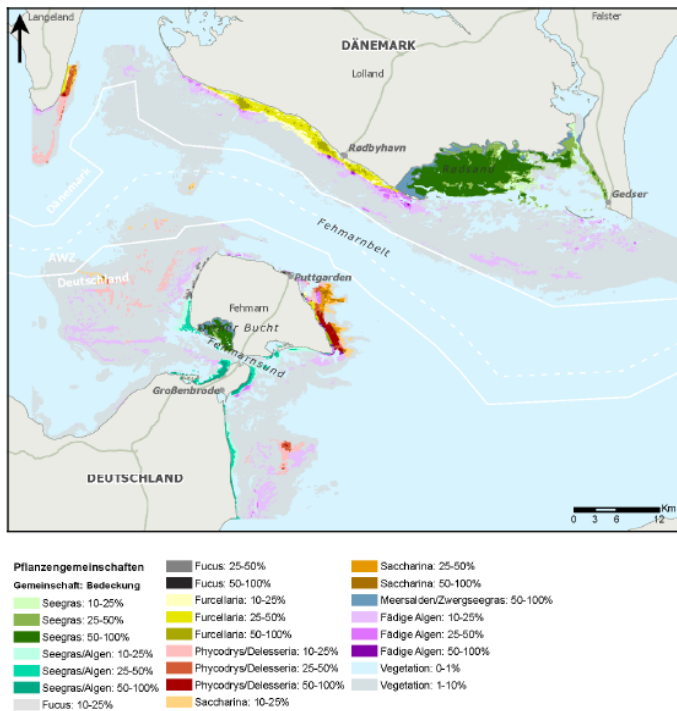 Langeland
Falster
DÄNEMARK
Lolland
Rødbyhavn
Rødsand
Dänemark
Gedser
Fehmarnbelt
AWZ
Deutschland
Puttgarden
Fehmarn
Bucht
Fehmarnsund
Großenbrode
DEUTSCHLAND
Km
0 3 6 12
Pflanzengemeinschaften
Gemeinschaft: Bedeckung
Seegras: 10-25%
Seegras: 25-50%
Seegras: 50-100%
Seegras/Algen: 10-25%
Seegras/Algen: 25-50%
Seegras/Algen: 50-100%
Fucus: 10-25%
Fucus: 25-50%
Fucus: 50-100%
Furcellaria: 10-25%
Furcellaria: 25-50%
Furcellaria: 50-100%
Phycodrys/Delesseria: 10-25%
Phycodrys/Delesseria: 25-50%
Phycodrys/Delesseria: 50-100%
Saccharina: 10-25%
Saccharina: 25-50%
Saccharina: 50-100%
Meersalden/Zwergseegras: 50-100%
Fädige Algen: 10-25%
Fädige Algen: 25-50%
Fädige Algen: 50-100%
Vegetation: 0-1%
Vegetation: 1-10%